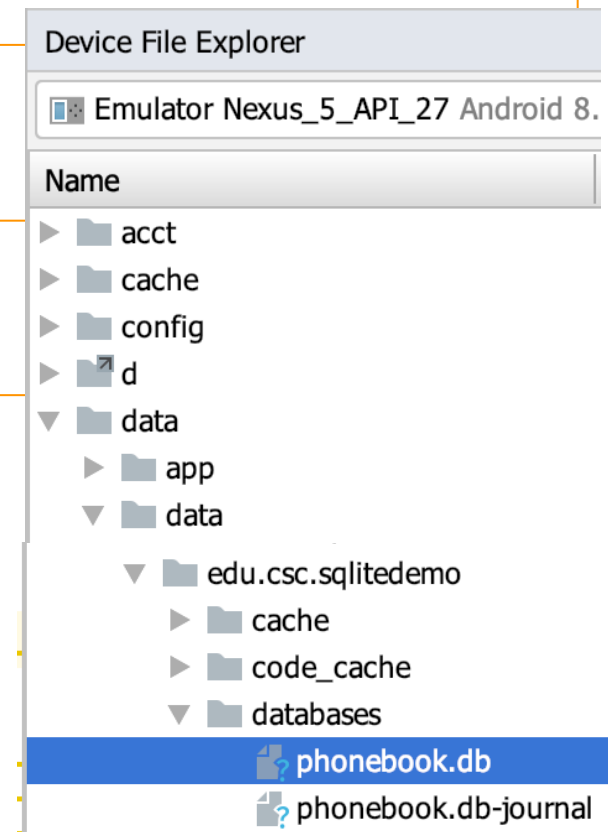 Device File Explorer
Emulator Nexus_5_API_27 Android 8.
Name
acct
cache
config
d
data
app
data
edu.csc.sqlitedemo
cache
code_cache
databases
phonebook.db
phonebook.db-journal